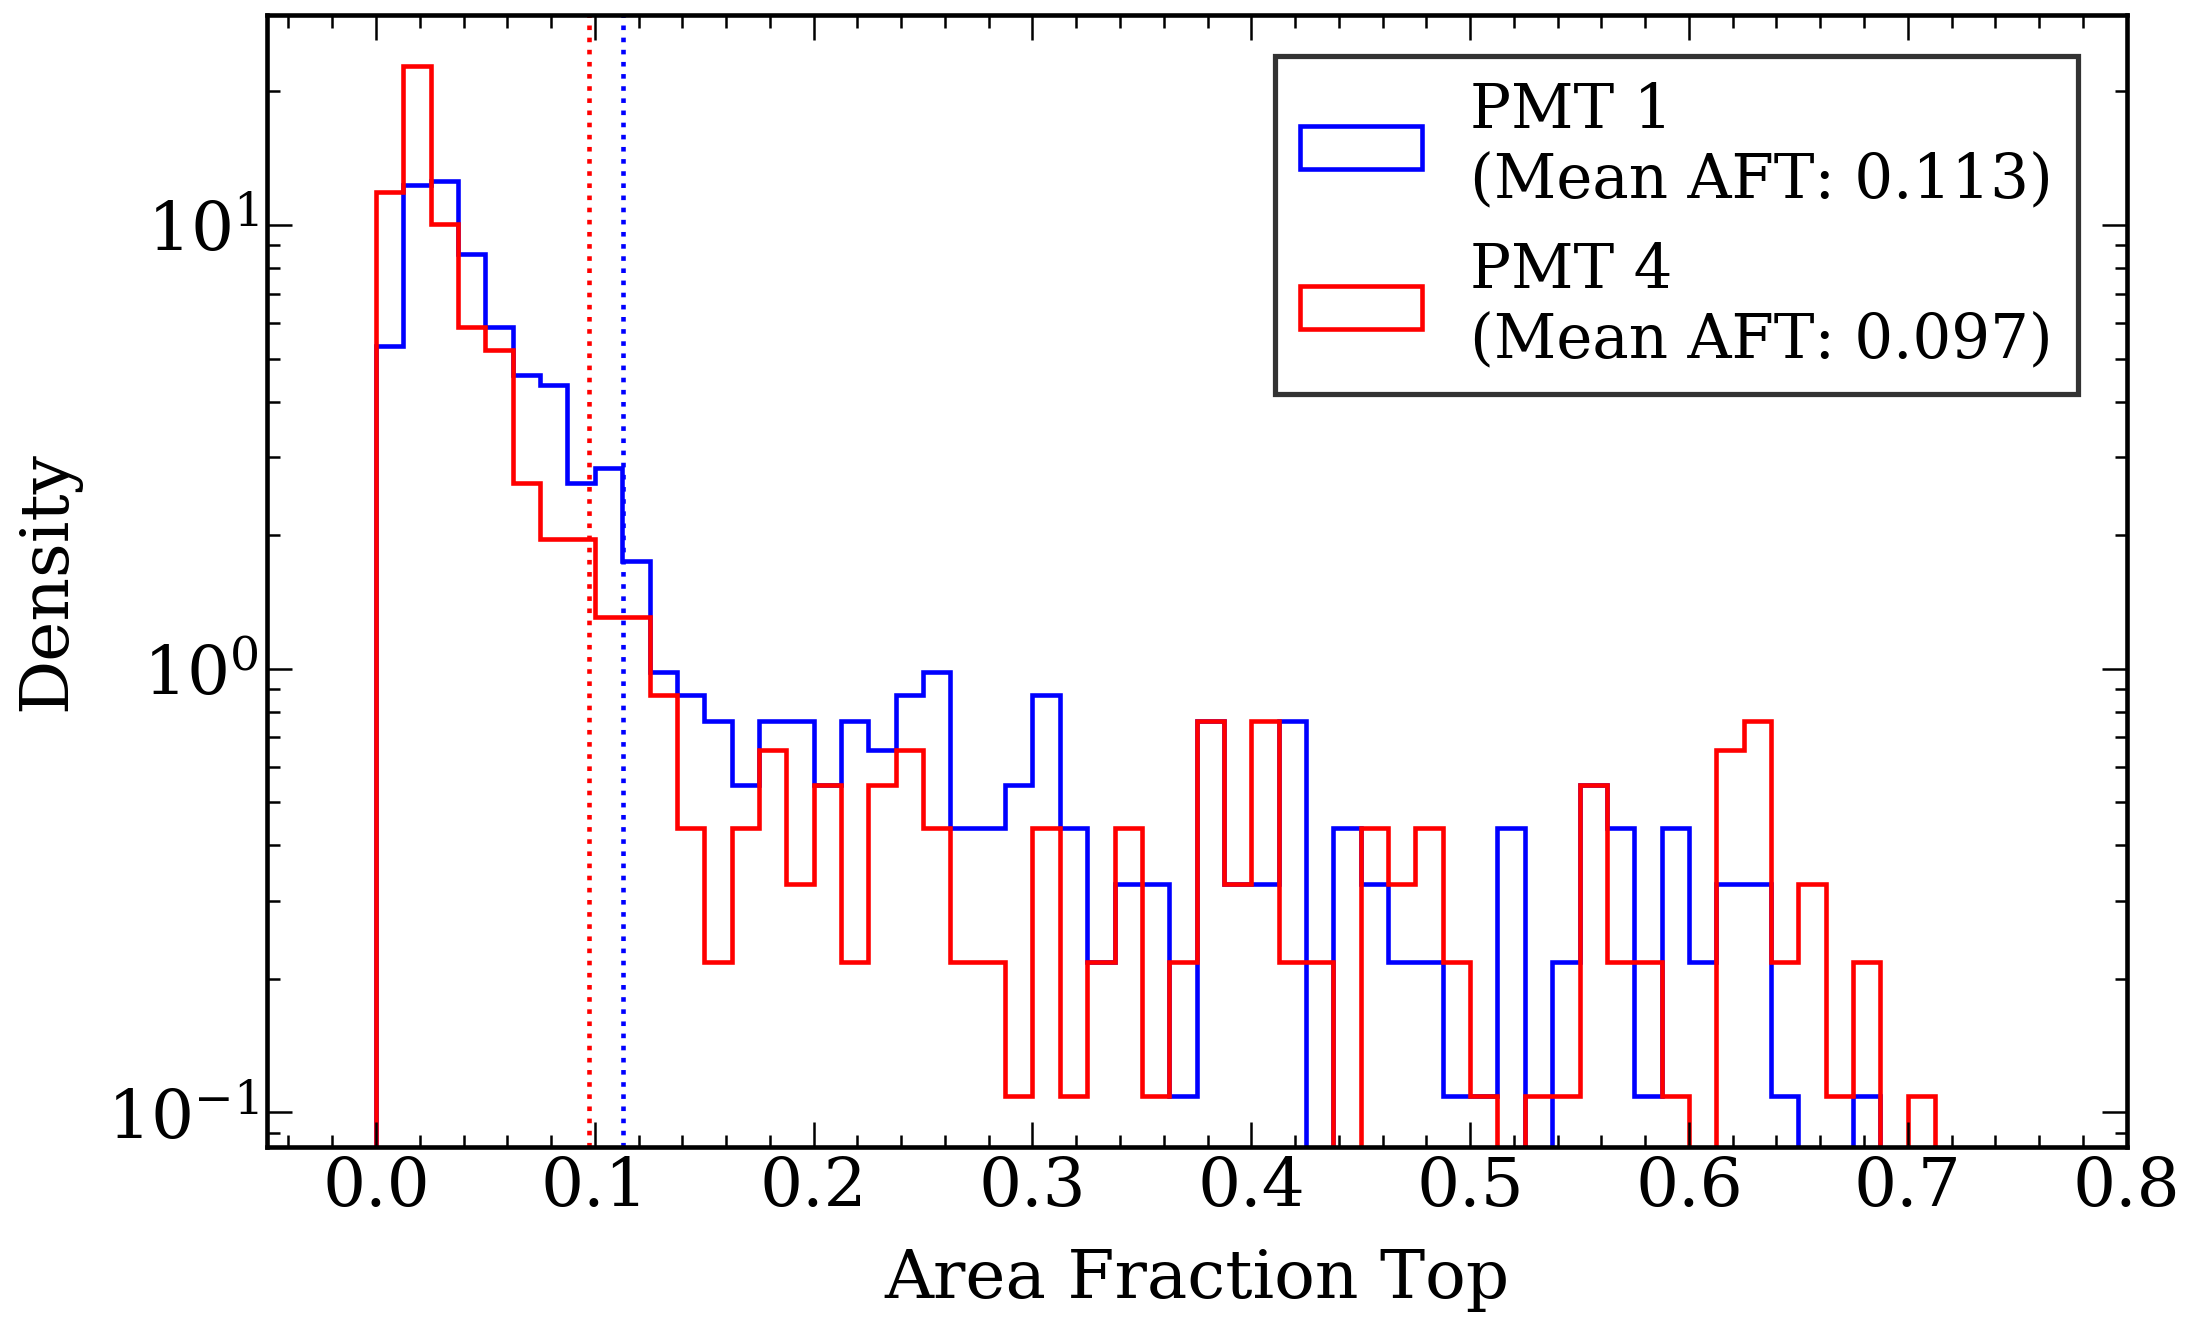 PMT 1
(Mean AFT: 0.113)
PMT 4
(Mean AFT: 0.097)
Density
10¹
10⁰
10⁻¹
0.0 0.1 0.2 0.3 0.4 0.5 0.6 0.7 0.8
Area Fraction Top